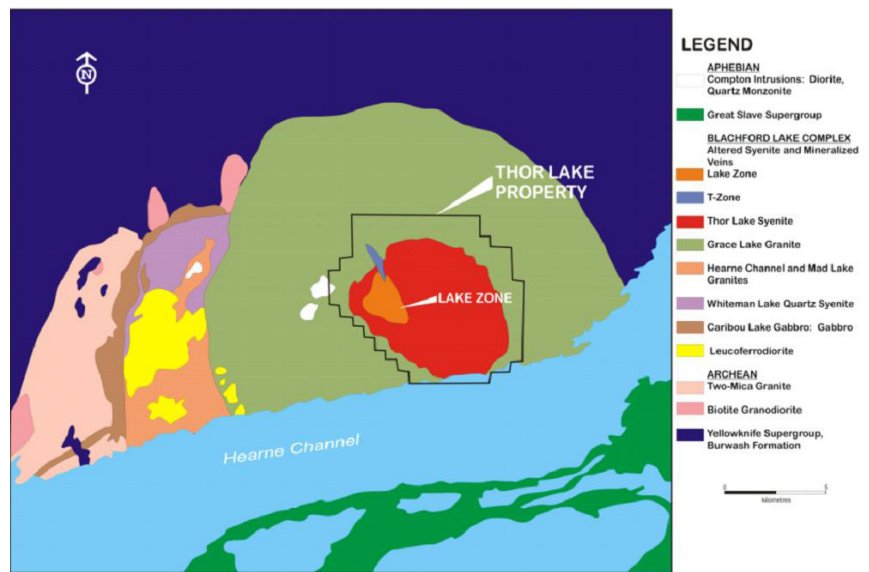 N
THOR LAKE
PROPERTY
LAKE ZONE
Hearne Channel
LEGEND
APHEBIAN
Compton Intrusions: Diorite,
Quartz Monzonite
Great Slave Supergroup
BLACHFORD LAKE COMPLEX
Altered Syenite and Mineralized
Veins
Lake Zone
T-Zone
Thor Lake Syenite
Grace Lake Granite
Hearne Channel and Mad Lake
Granites
Whiteman Lake Quartz Syenite
Caribou Lake Gabbro: Gabbro
Leucoferrodiorite
ARCHEAN
Two-Mica Granite
Biotite Granodiorite
Yellowknife Supergroup,
Burwash Formation
0 5
kilometres